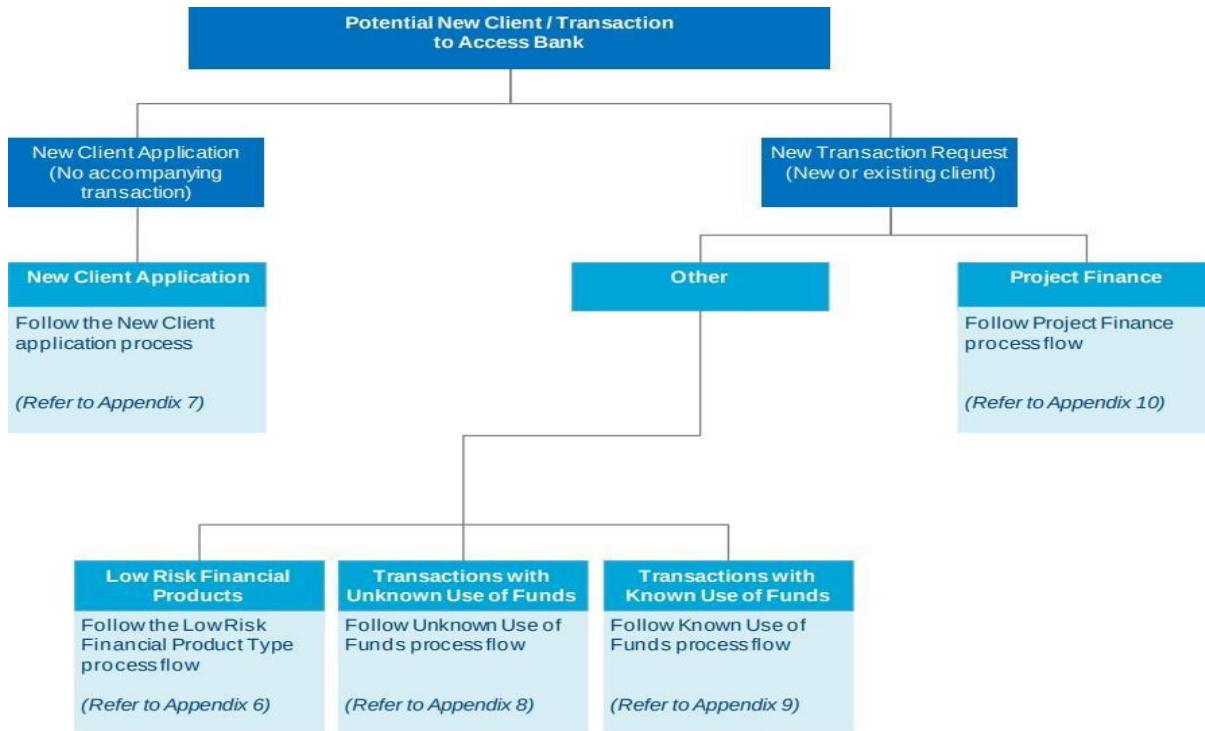 Potential New Client / Transaction
to Access Bank
New Client Application
(No accompanying
transaction)
New Transaction Request
(New or existing client)
New Client Application
Follow the New Client
application process
(Refer to Appendix 7)
Other
Project Finance
Follow Project Finance
process flow
(Refer to Appendix 10)
Low Risk Financial
Products
Follow the Low Risk
Financial Product Type
process flow
(Refer to Appendix 6)
Transactions with
Unknown Use of Funds
Follow Unknown Use of
Funds process flow
(Refer to Appendix 8)
Transactions with
Known Use of Funds
Follow Known Use of
Funds process flow
(Refer to Appendix 9)